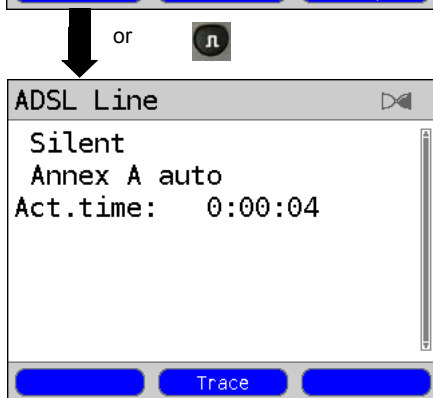 or
ADSL Line
Silent
Annex A auto
Act.time: 0:00:04
Trace